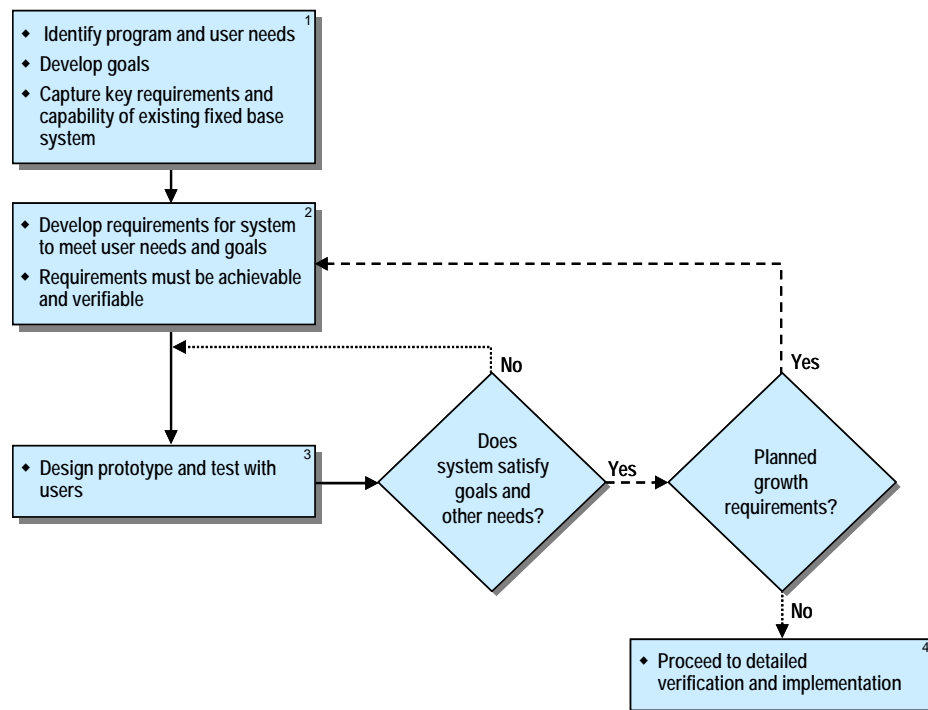 1
◆ Identify program and user needs
◆ Develop goals
◆ Capture key requirements and
capability of existing fixed base
system
2
◆ Develop requirements for system
to meet user needs and goals
◆ Requirements must be achievable
and verifiable
No
Yes
3
◆ Design prototype and test with
users
Does
system satisfy
goals and
other needs?
Yes
Planned
growth
requirements?
No
4
◆ Proceed to detailed
verification and implementation